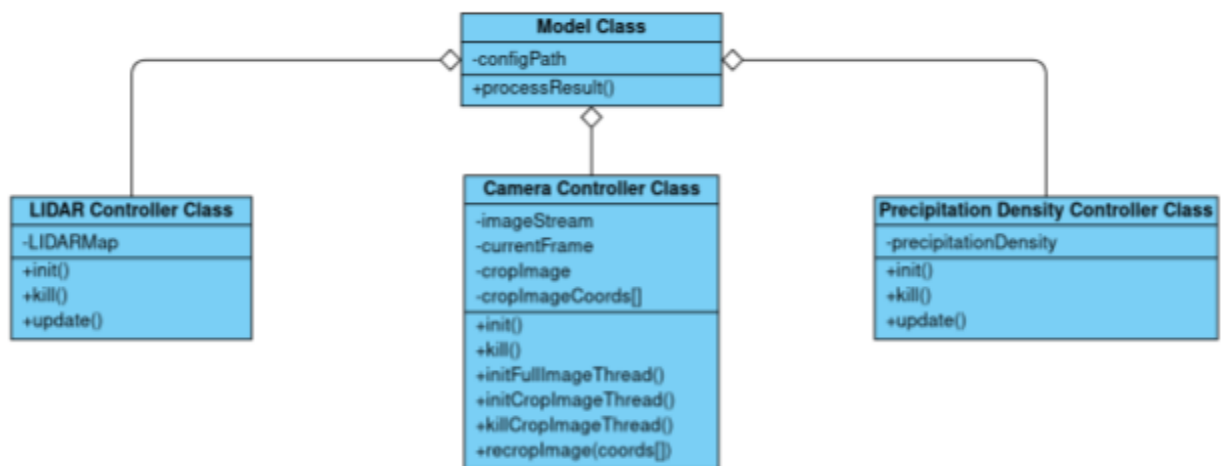 Model Class
-configPath
+processResult()
LIDAR Controller Class
-LIDARMap
+init()
+kill()
+update()
Camera Controller Class
-imageStream
-currentFrame
-cropImage
-cropImageCoords[]
+init()
+kill()
+initFullImageThread()
+initCropImageThread()
+killCropImageThread()
+recropImage(coords[])
Precipitation Density Controller Class
-precipitationDensity
+init()
+kill()
+update()